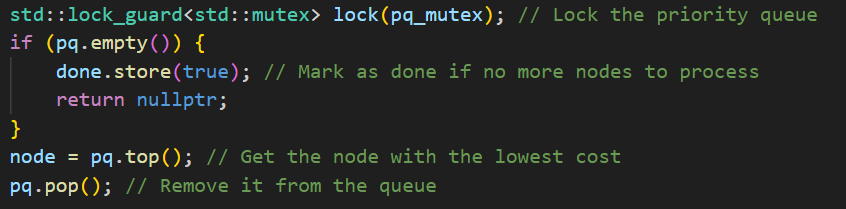 std::lock_guard<std::mutex> lock(pq_mutex); // Lock the priority queue
if (pq.empty()) {
    done.store(true); // Mark as done if no more nodes to process
    return nullptr;
}
node = pq.top(); // Get the node with the lowest cost
pq.pop(); // Remove it from the queue